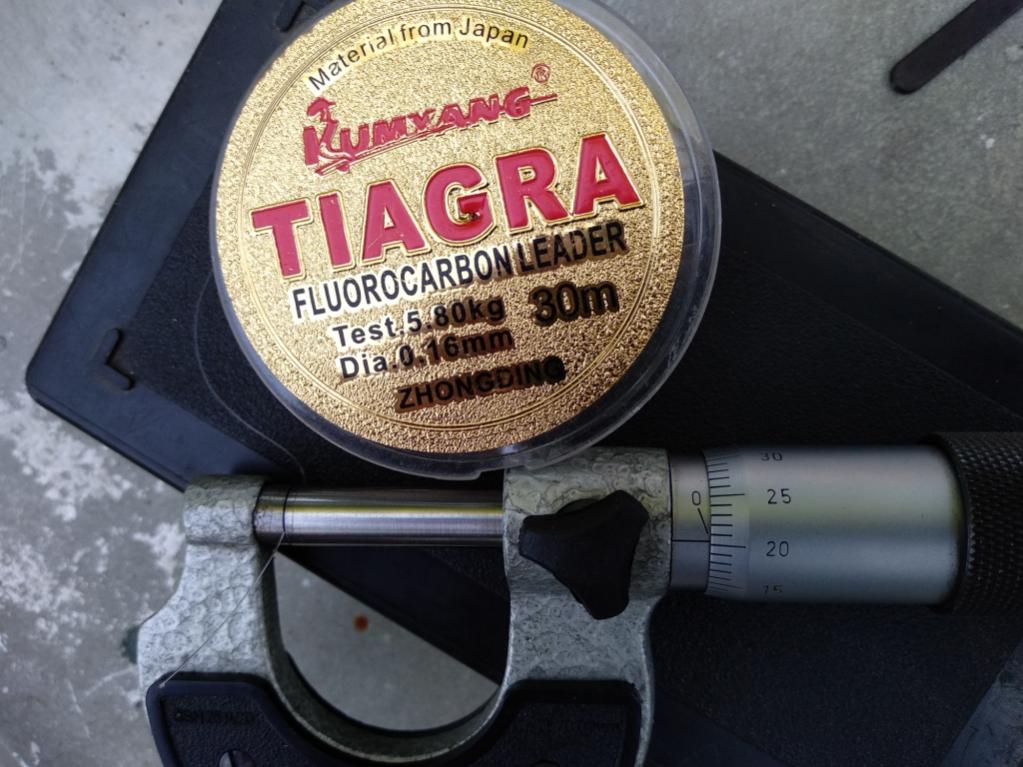 Material from Japan
KUMYANG®
TIAGRA
FLUOROCARBON LEADER
Test.5.80kg 30m
Dia.0.16mm
ZHONGDING
30
0 25
20
15